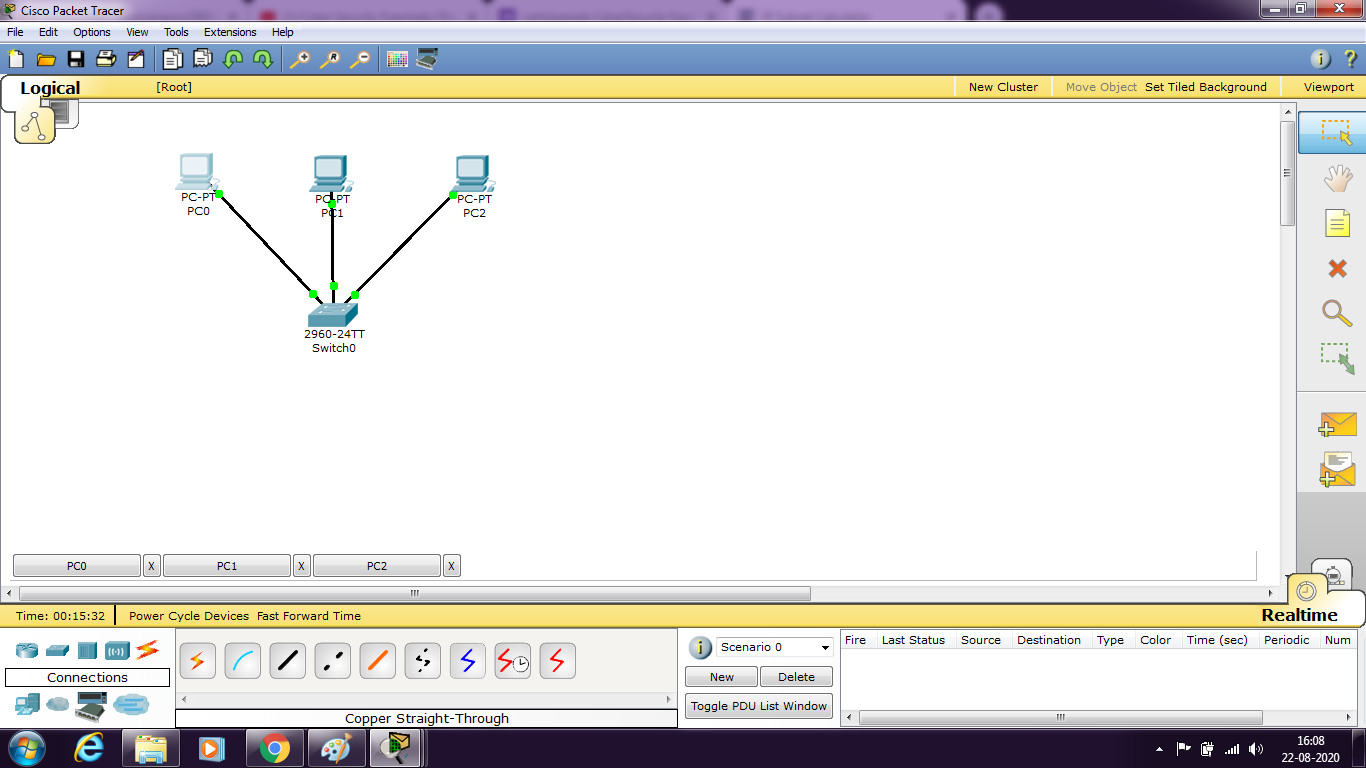 Cisco Packet Tracer
File Edit Options View Tools Extensions Help
Logical [Root] New Cluster Move Object Set Tiled Background Viewport
PC-PT
PC0
PC-PT
PC1
PC-PT
PC2
2960-24TT
Switch0
PC0 X PC1 X PC2 X
Time: 00:15:32 Power Cycle Devices Fast Forward Time Realtime
Connections
Copper Straight-Through
Scenario 0
New Delete
Toggle PDU List Window
Fire Last Status Source Destination Type Color Time (sec) Periodic Num
16:08
22-08-2020